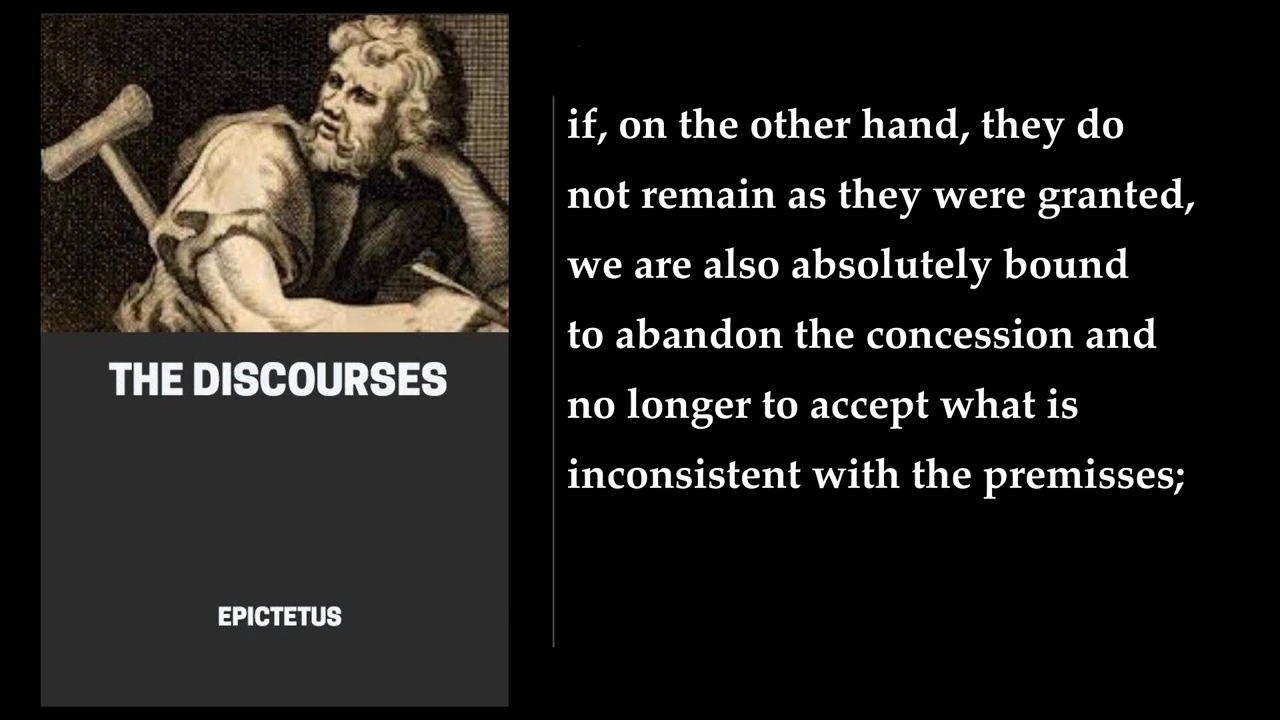 THE DISCOURSES
EPICTETUS
if, on the other hand, they do
not remain as they were granted,
we are also absolutely bound
to abandon the concession and
no longer to accept what is
inconsistent with the premisses;